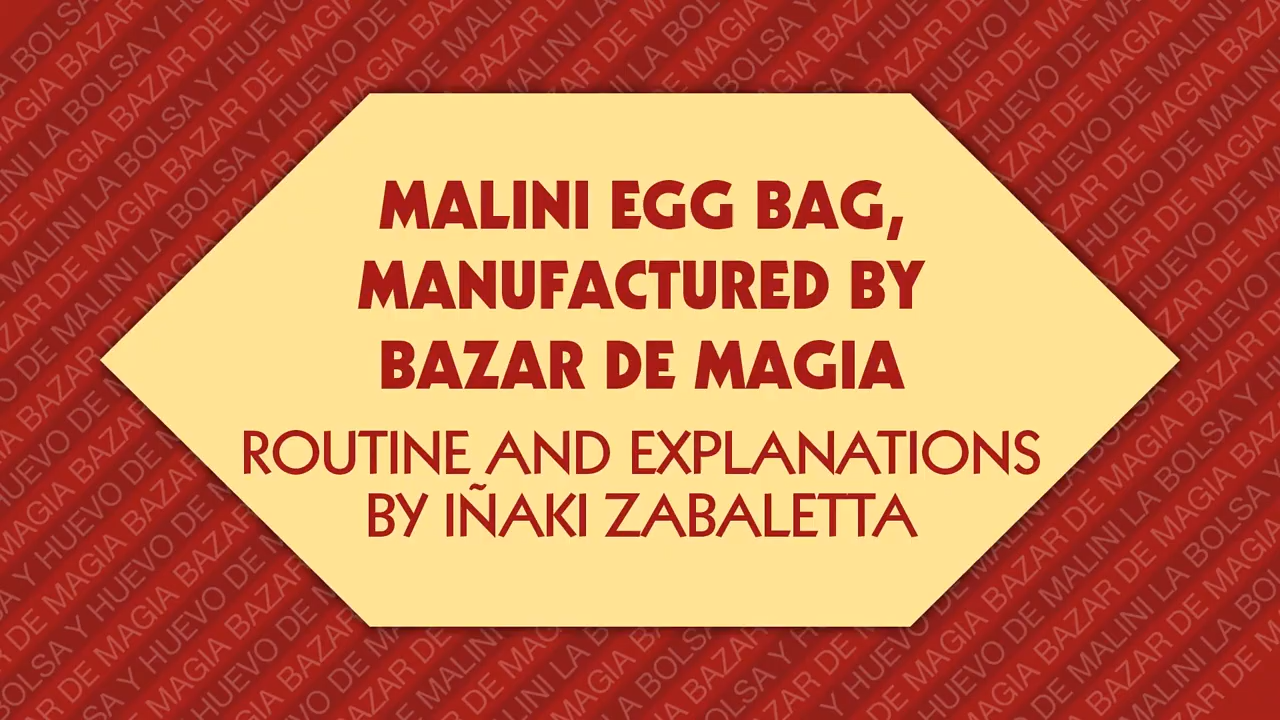 MALINI EGG BAG,
MANUFACTURED BY
BAZAR DE MAGIA
ROUTINE AND EXPLANATIONS
BY IÑAKI ZABALETTA